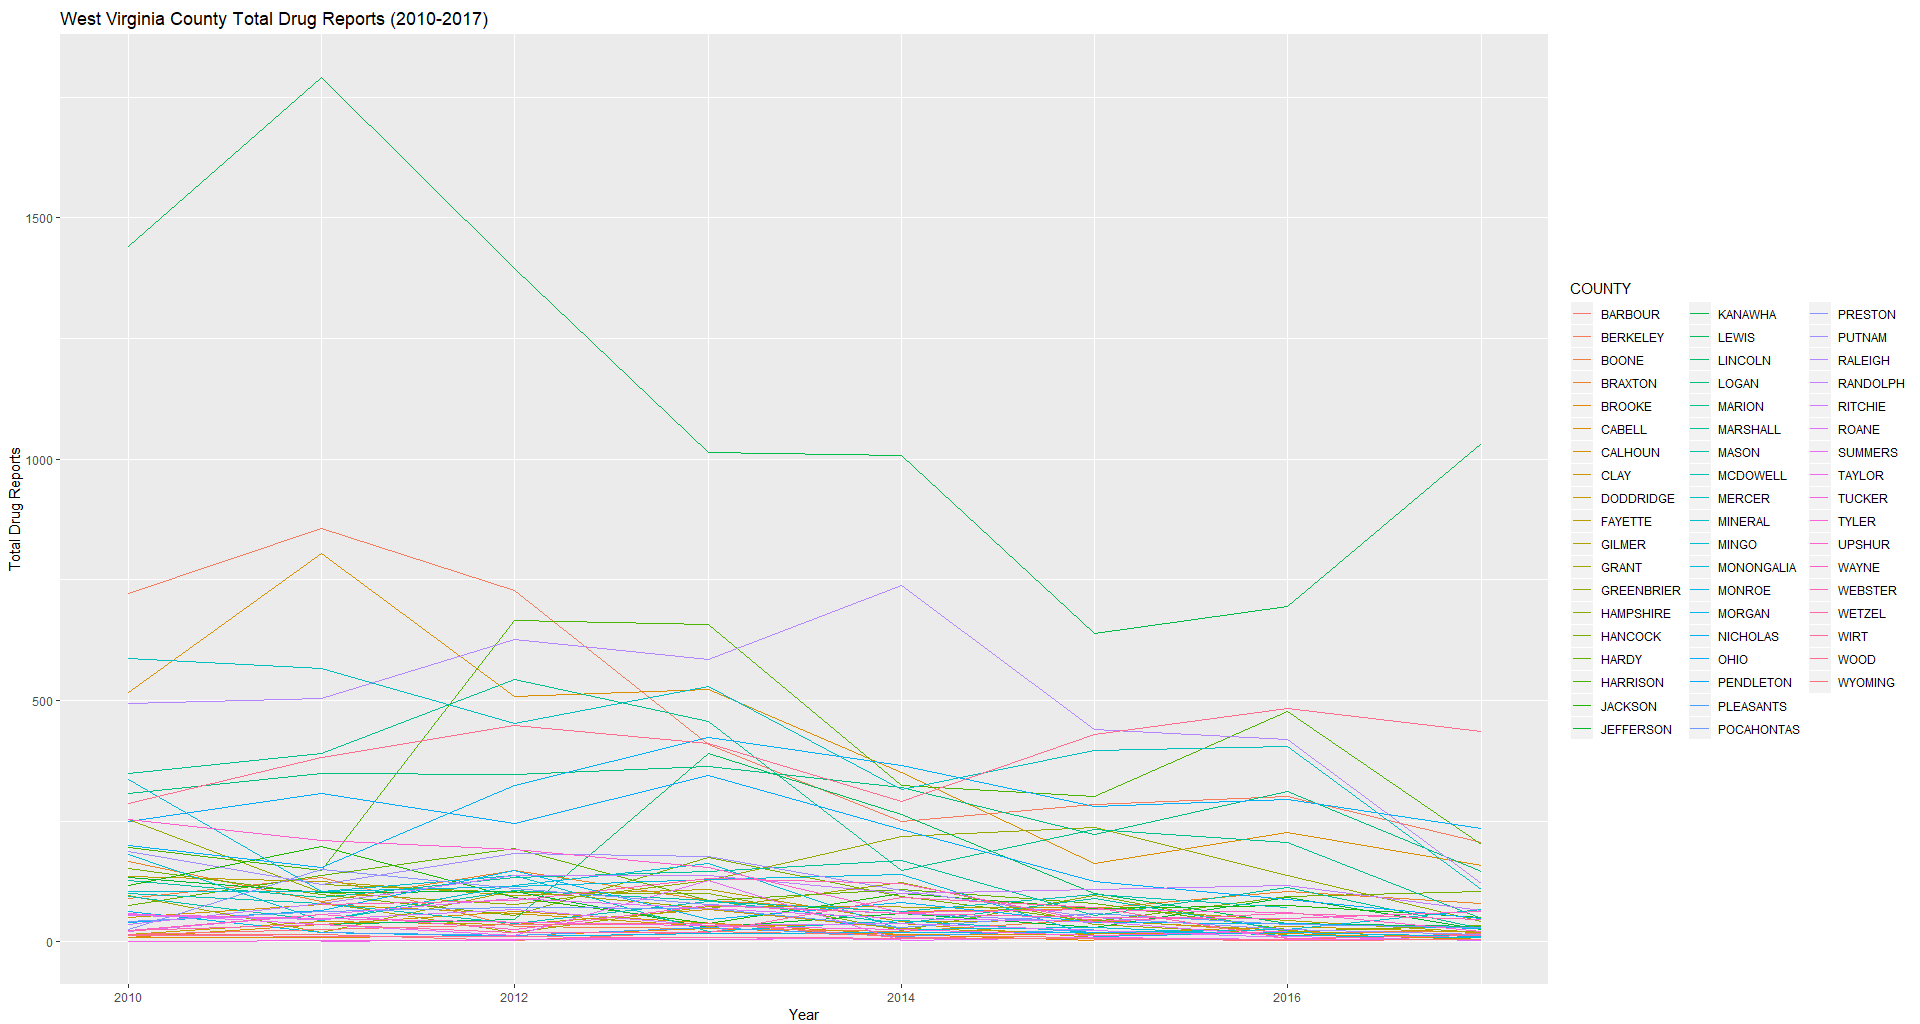 West Virginia County Total Drug Reports (2010-2017)
Total Drug Reports
1500
1000
500
0
2010
2012
2014
2016
Year
COUNTY
BARBOUR
BERKELEY
BOONE
BRAXTON
BROOKE
CABELL
CALHOUN
CLAY
DODDRIDGE
FAYETTE
GILMER
GRANT
GREENBRIER
HAMPSHIRE
HANCOCK
HARDY
HARRISON
JACKSON
JEFFERSON
KANAWHA
LEWIS
LINCOLN
LOGAN
MARION
MARSHALL
MASON
MCDOWELL
MERCER
MINERAL
MINGO
MONONGALIA
MONROE
MORGAN
NICHOLAS
OHIO
PENDLETON
PLEASANTS
POCAHONTAS
PRESTON
PUTNAM
RALEIGH
RANDOLPH
RITCHIE
ROANE
SUMMERS
TAYLOR
TUCKER
TYLER
UPSHUR
WAYNE
WEBSTER
WETZEL
WIRT
WOOD
WYOMING